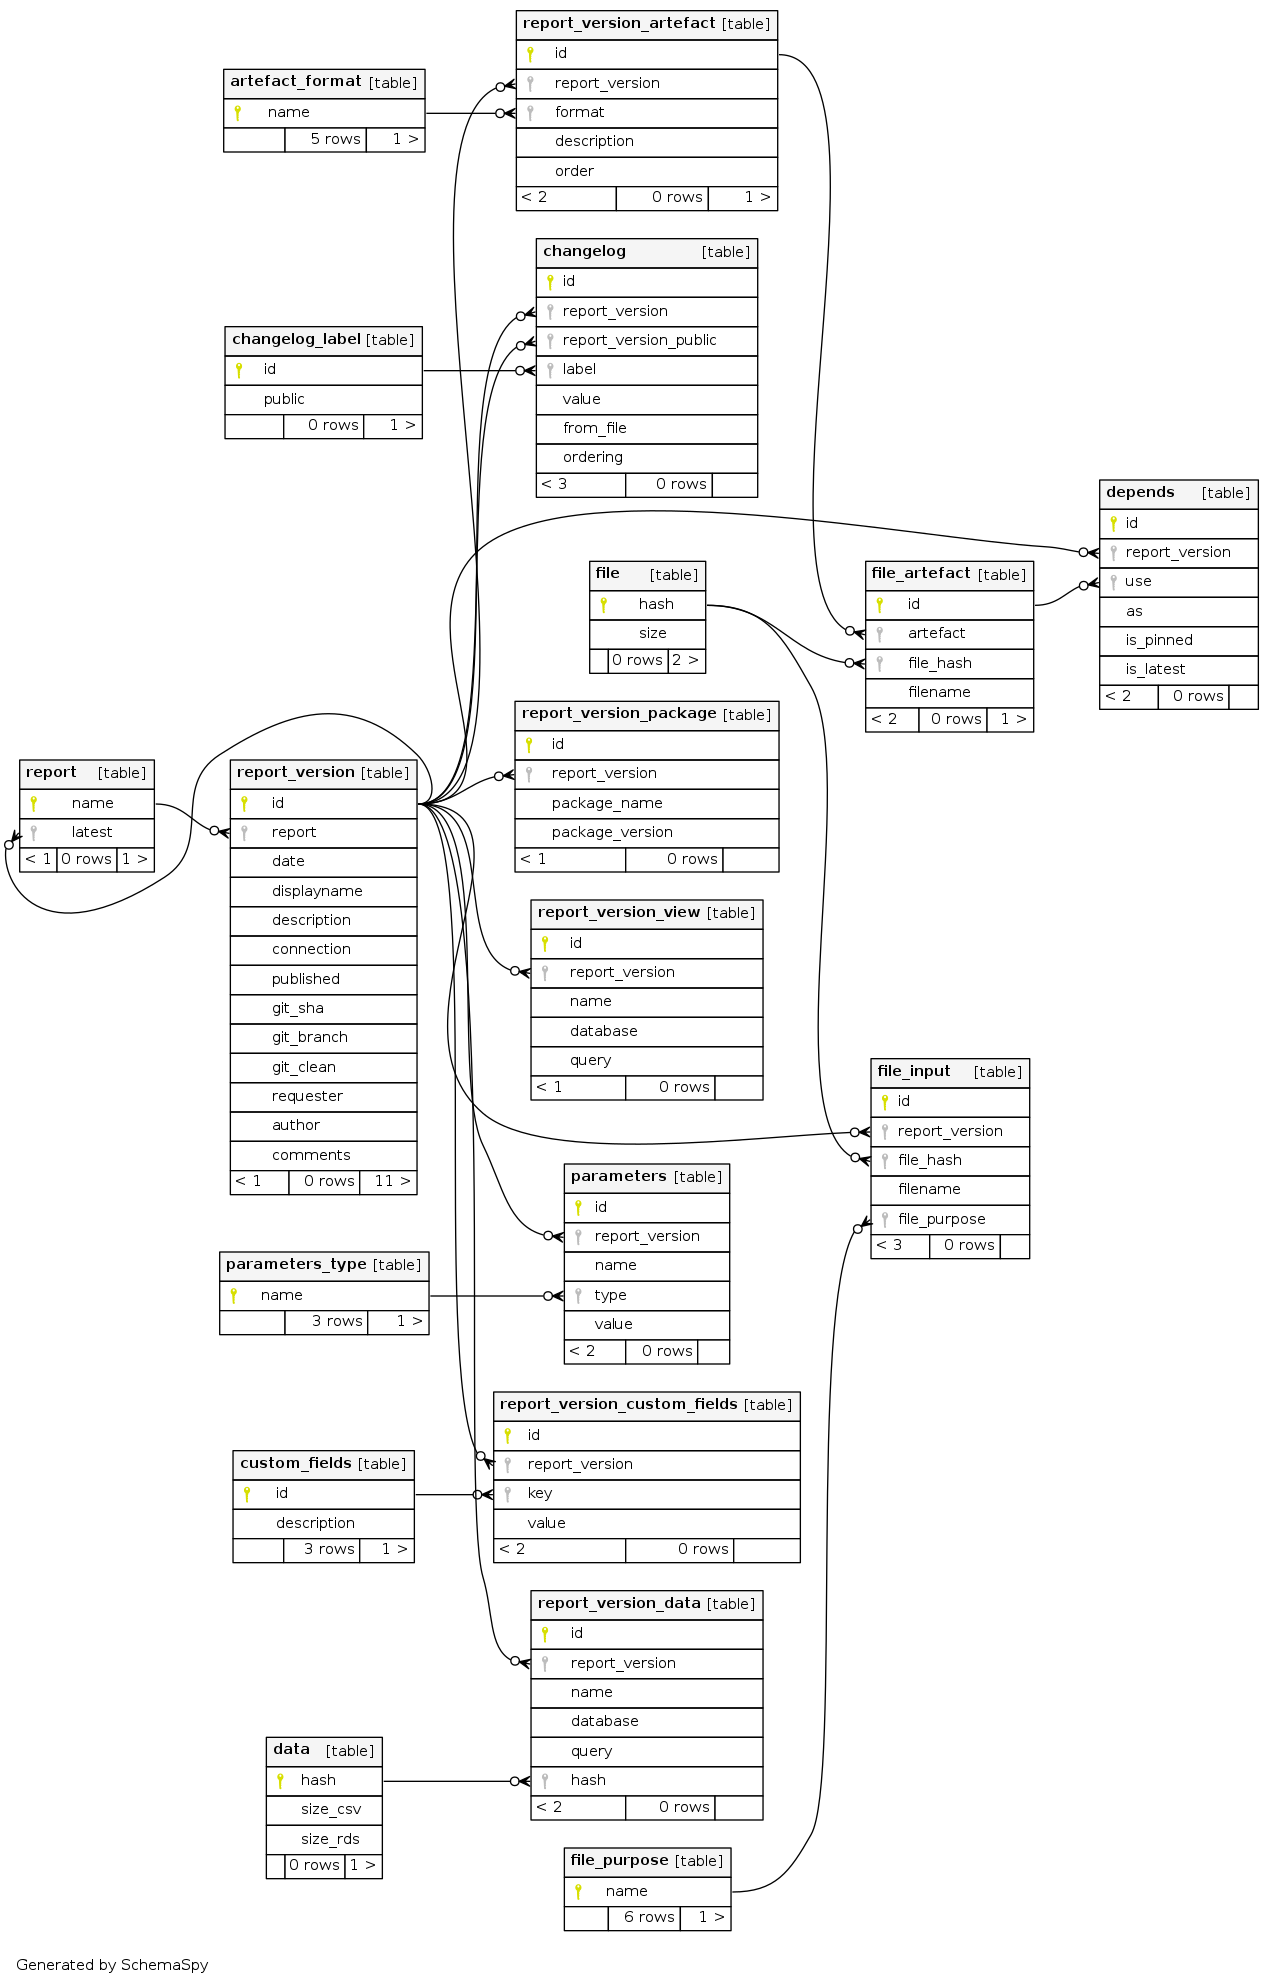 report_version_artefact [table]
id
report_version
format
description
order
< 2 0 rows 1 >
artefact_format [table]
name
5 rows 1 >
changelog [table]
id
report_version
report_version_public
label
value
from_file
ordering
< 3 0 rows
changelog_label [table]
id
public
0 rows 1 >
depends [table]
id
report_version
use
as
is_pinned
is_latest
< 2 0 rows
file [table]
hash
size
0 rows 2 >
file_artefact [table]
id
artefact
file_hash
filename
< 2 0 rows 1 >
report_version_package [table]
id
report_version
package_name
package_version
< 1 0 rows
report [table]
name
latest
< 1 0 rows 1 >
report_version [table]
id
report
date
displayname
description
connection
published
git_sha
git_branch
git_clean
requester
author
comments
< 1 0 rows 11 >
report_version_view [table]
id
report_version
name
database
query
< 1 0 rows
file_input [table]
id
report_version
file_hash
filename
file_purpose
< 3 0 rows
parameters [table]
id
report_version
name
type
value
< 2 0 rows
parameters_type [table]
name
3 rows 1 >
report_version_custom_fields [table]
id
report_version
key
value
< 2 0 rows
custom_fields [table]
id
description
3 rows 1 >
report_version_data [table]
id
report_version
name
database
query
hash
< 2 0 rows
data [table]
hash
size_csv
size_rds
0 rows 1 >
file_purpose [table]
name
6 rows 1 >
Generated by SchemaSpy